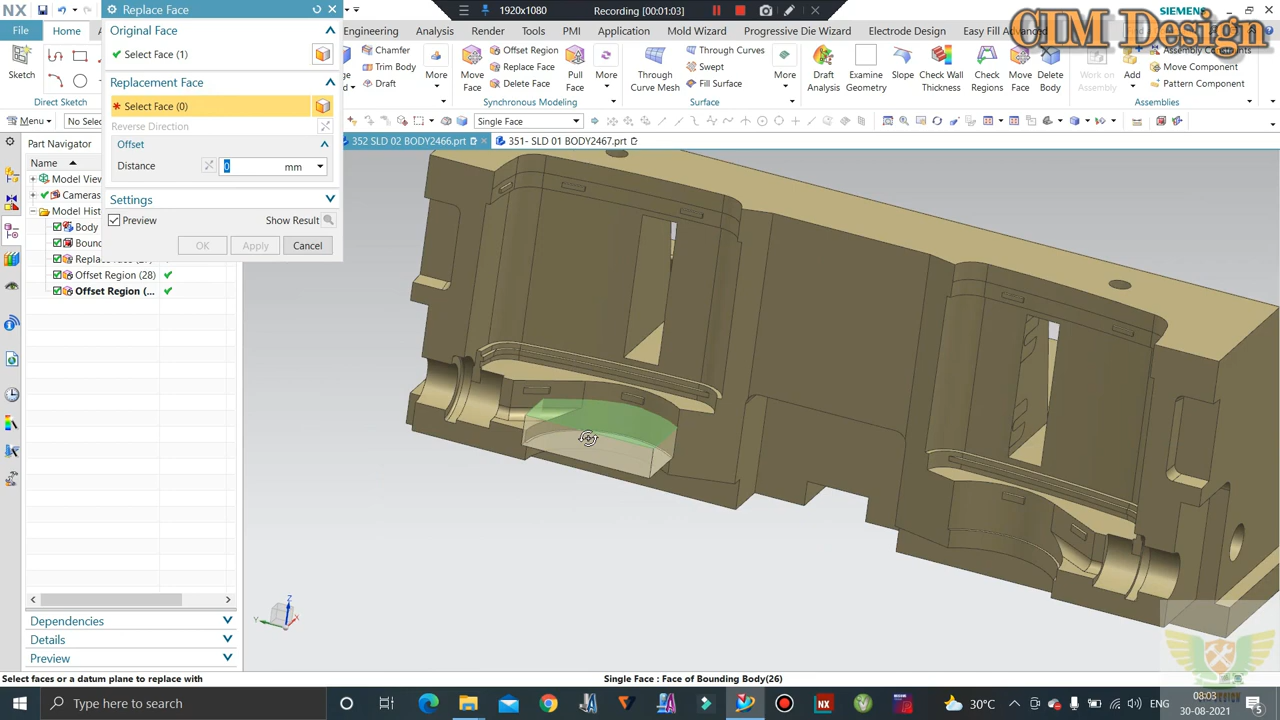 NX
Replace Face
1920x1080
Recording [00:01:03]
SIEMENS
CIM Design
File
Home
Engineering
Analysis
Render
Tools
PMI
Application
Mold Wizard
Progressive Die Wizard
Electrode Design
Easy Fill Advanced
Original Face
Select Face (1)
Replacement Face
* Select Face (0)
Reverse Direction
Offset
Distance
0
mm
Settings
Preview
Show Result
OK
Apply
Cancel
Sketch
Direct Sketch
Chamfer
Trim Body
Draft
More
Move Face
Offset Region
Replace Face
Delete Face
Pull Face
More
Synchronous Modeling
Through Curve Mesh
Through Curves
Swept
Fill Surface
More
Surface
Draft Analysis
Examine Geometry
Slope
Check Wall Thickness
Check Regions
Move Face
Delete Body
Work on Assembly
Add
Assembly Constraints
Move Component
Pattern Component
Assemblies
Menu
No Selec
Single Face
352 SLD 02 BODY2466.prt
351- SLD 01 BODY2467.prt
Part Navigator
Name
Model View
Cameras
Model Hist
Body
Bound
Offset Region (28)
Offset Region (...
Dependencies
Details
Preview
Z
Y
X
Select faces or a datum plane to replace with
Single Face : Face of Bounding Body(26)
Type here to search
NX
30°C
ENG
08:03
30-08-2021
5